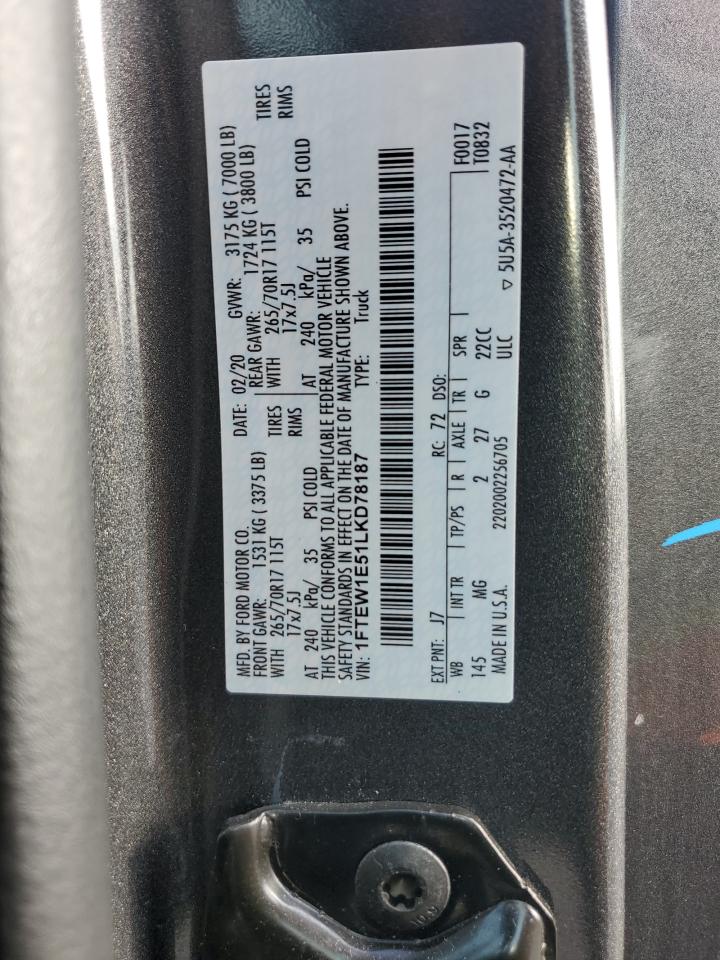 MFD. BY FORD MOTOR CO. DATE: 02/20 GVWR: 3175 KG ( 7000 LB)
FRONT GAWR: 1531 KG ( 3375 LB) REAR GAWR: 1724 KG ( 3800 LB)
WITH 265/70R17 115T TIRES WITH 265/70R17 115T TIRES
17x7.5J RIMS 17x7.5J RIMS
AT 240 kPa/ 35 PSI COLD AT 240 kPa/ 35 PSI COLD
THIS VEHICLE CONFORMS TO ALL APPLICABLE FEDERAL MOTOR VEHICLE
SAFETY STANDARDS IN EFFECT ON THE DATE OF MANUFACTURE SHOWN ABOVE.
VIN: 1FTEW1E51LKD78187 TYPE: Truck
EXT PNT: J7 RC: 72 DSO: F0017
WB INT TR TP/PS R AXLE TR SPR T0832
145 MG 2 27 G 22CC
MADE IN U.S.A. 2202002256705 ULC ▽ 5U5A-3520472-AA